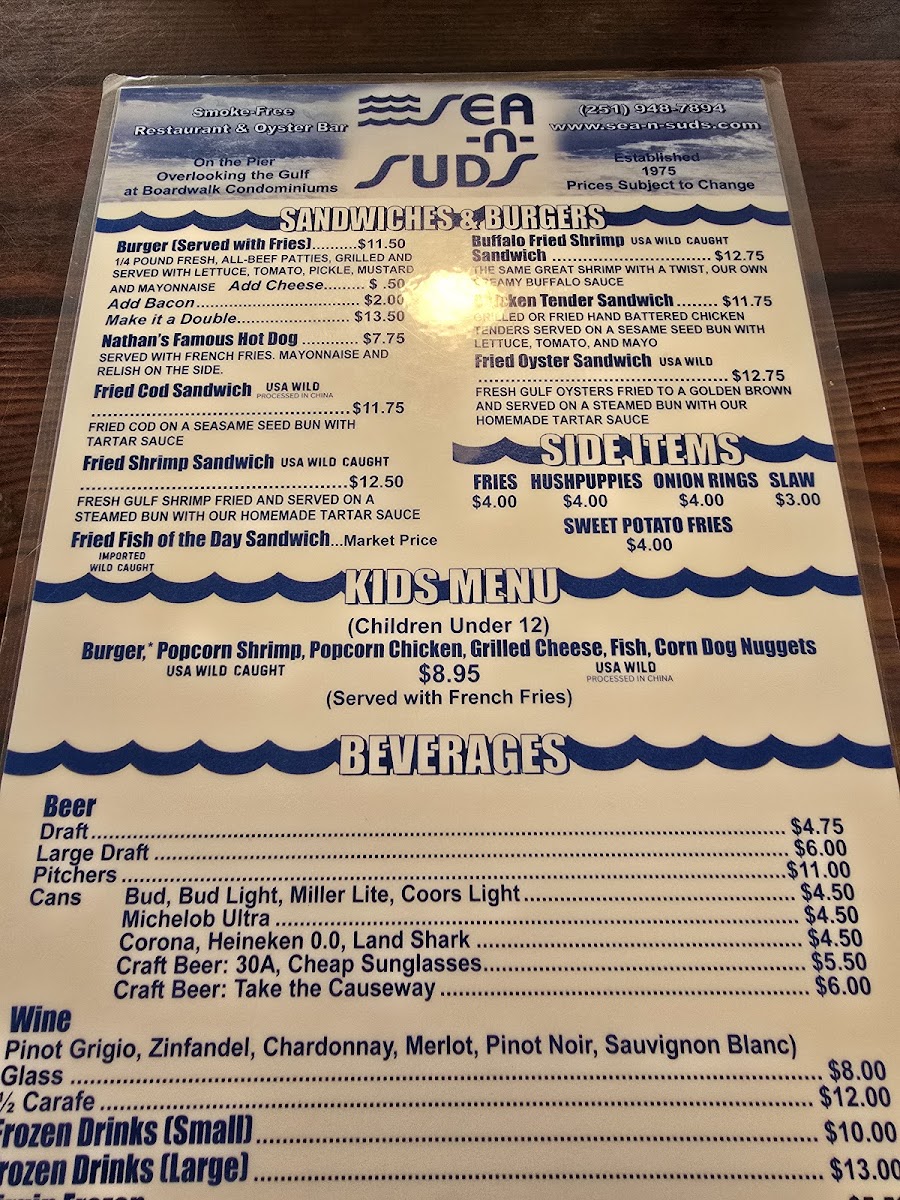 Smoke-Free
Restaurant & Oyster Bar
On the Pier
Overlooking the Gulf
at Boardwalk Condominiums
SEA
-n-
SUDS
(251) 948-7894
www.sea-n-suds.com
Established
1975
Prices Subject to Change
SANDWICHES & BURGERS
Burger (Served with Fries)..........$11.50
1/4 POUND FRESH, ALL-BEEF PATTIES, GRILLED AND
SERVED WITH LETTUCE, TOMATO, PICKLE, MUSTARD
AND MAYONNAISE Add Cheese........ $ .50
Add Bacon.................................. $2.00
Make it a Double......................... $13.50
Nathan's Famous Hot Dog ............ $7.75
SERVED WITH FRENCH FRIES. MAYONNAISE AND
RELISH ON THE SIDE.
Fried Cod Sandwich USA WILD
PROCESSED IN CHINA
..........................................$11.75
FRIED COD ON A SEASAME SEED BUN WITH
TARTAR SAUCE
Fried Shrimp Sandwich USA WILD CAUGHT
...........................................$12.50
FRESH GULF SHRIMP FRIED AND SERVED ON A
STEAMED BUN WITH OUR HOMEMADE TARTAR SAUCE
Fried Fish of the Day Sandwich...Market Price
IMPORTED
WILD CAUGHT
Buffalo Fried Shrimp USA WILD CAUGHT
Sandwich .................................. $12.75
THE SAME GREAT SHRIMP WITH A TWIST, OUR OWN
CREAMY BUFFALO SAUCE
Chicken Tender Sandwich ........ $11.75
GRILLED OR FRIED HAND BATTERED CHICKEN
TENDERS SERVED ON A SESAME SEED BUN WITH
LETTUCE, TOMATO, AND MAYO
Fried Oyster Sandwich USA WILD
......................................... $12.75
FRESH GULF OYSTERS FRIED TO A GOLDEN BROWN
AND SERVED ON A STEAMED BUN WITH OUR
HOMEMADE TARTAR SAUCE
SIDE ITEMS
FRIES HUSHPUPPIES ONION RINGS SLAW
$4.00 $4.00 $4.00 $3.00
SWEET POTATO FRIES
$4.00
KIDS MENU
(Children Under 12)
Burger,* Popcorn Shrimp, Popcorn Chicken, Grilled Cheese, Fish, Corn Dog Nuggets
USA WILD CAUGHT $8.95 USA WILD
PROCESSED IN CHINA
(Served with French Fries)
BEVERAGES
Beer
Draft.......................................................................... $4.75
Large Draft ................................................................ $6.00
Pitchers .....................................................................$11.00
Cans Bud, Bud Light, Miller Lite, Coors Light........................ $4.50
Michelob Ultra ............................................................ $4.50
Corona, Heineken 0.0, Land Shark ................................... $4.50
Craft Beer: 30A, Cheap Sunglasses................................... $5.50
Craft Beer: Take the Causeway ........................................ $6.00
Wine
Pinot Grigio, Zinfandel, Chardonnay, Merlot, Pinot Noir, Sauvignon Blanc)
Glass ........................................................................ $8.00
½ Carafe .................................................................... $12.00
Frozen Drinks (Small)................................................... $10.00
Frozen Drinks (Large) ................................................... $13.00